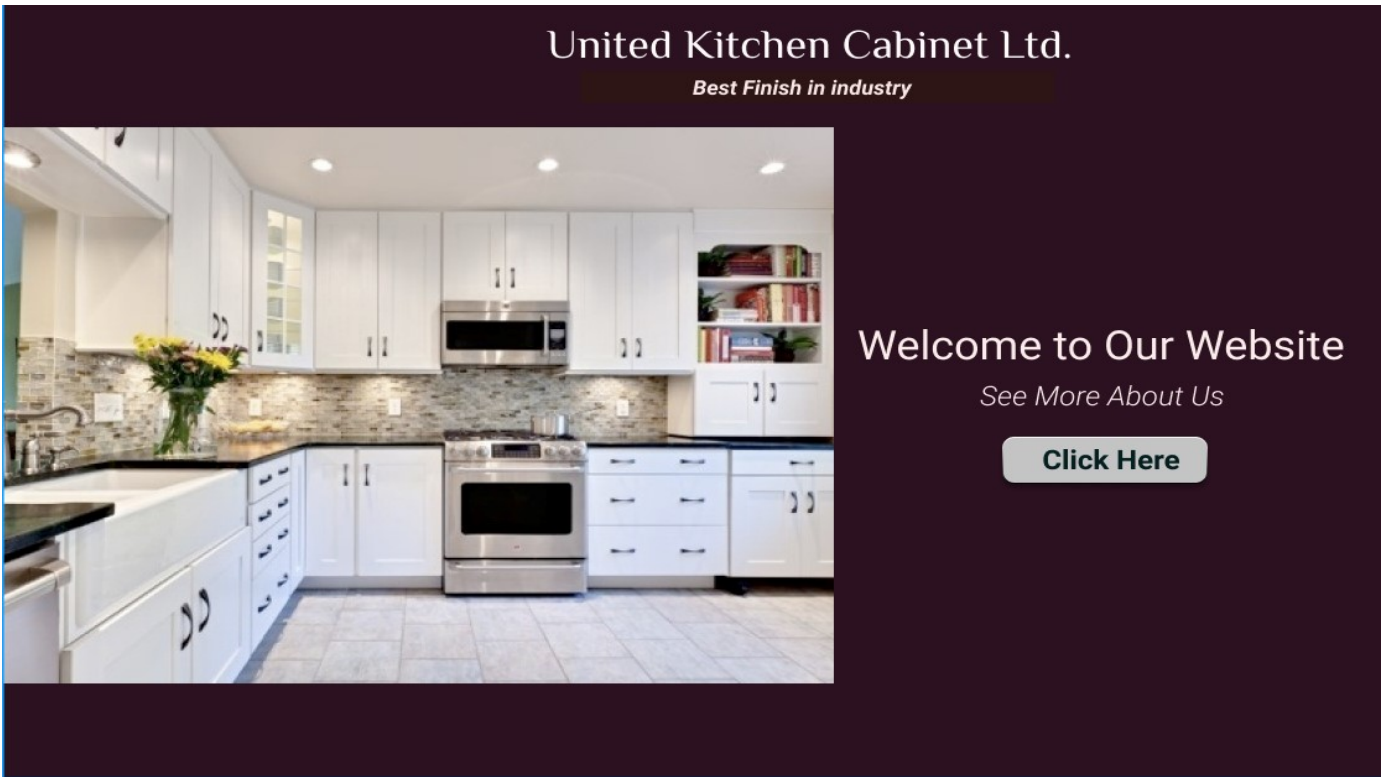 United Kitchen Cabinet Ltd.
Best Finish in industry
Welcome to Our Website
See More About Us
Click Here